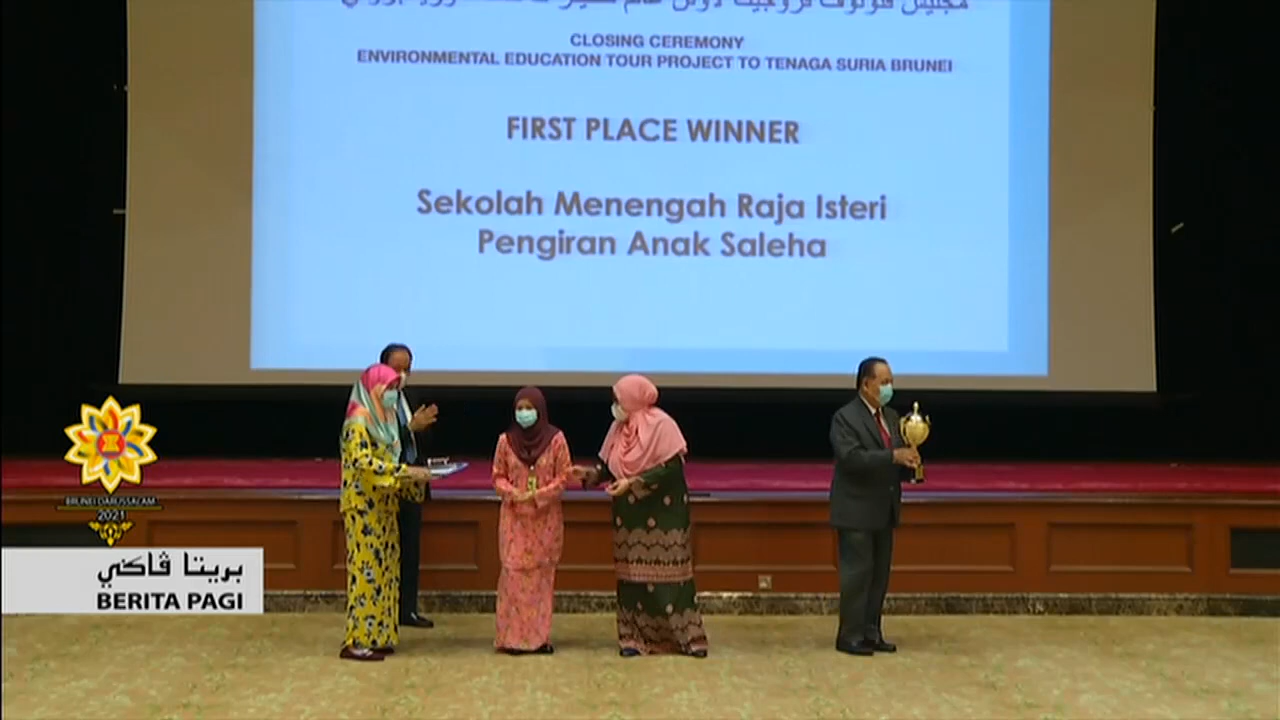 CLOSING CEREMONY
ENVIRONMENTAL EDUCATION TOUR PROJECT TO TENAGA SURIA BRUNEI
FIRST PLACE WINNER
Sekolah Menengah Raja Isteri
Pengiran Anak Saleha
BRUNEI DARUSSALAM
2021
بريتا ڤاݢي
BERITA PAGI